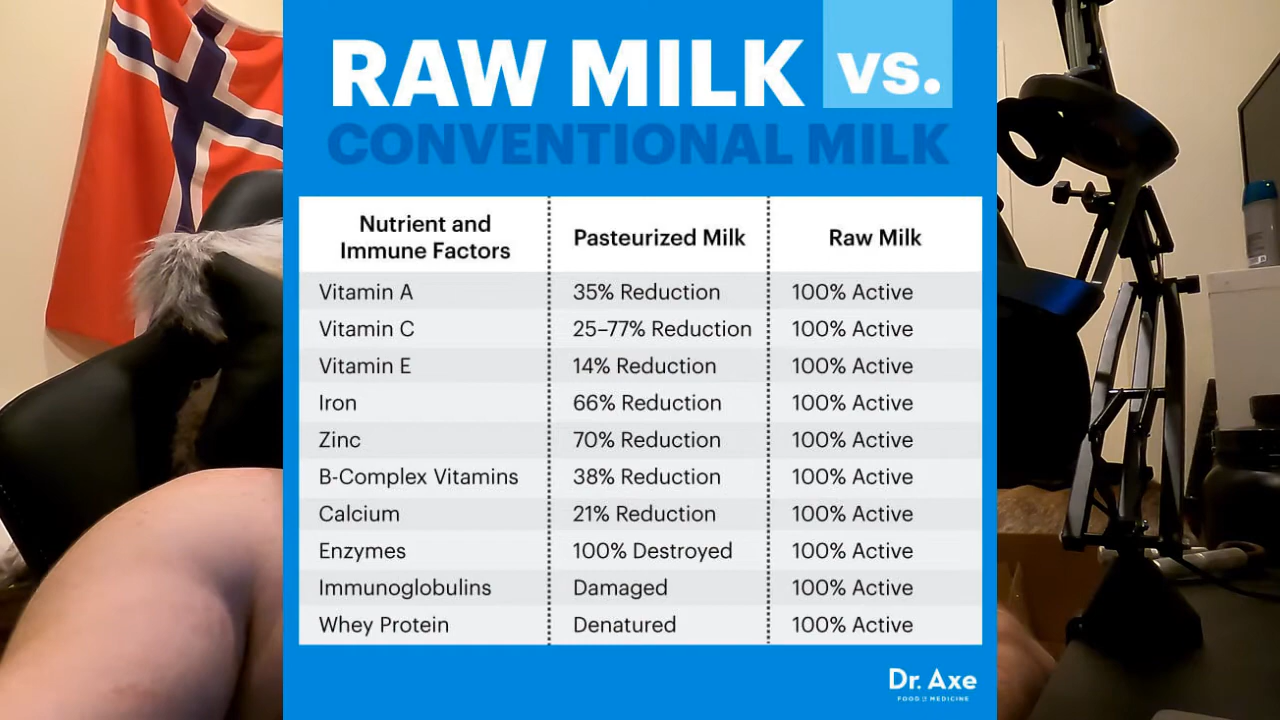 RAW MILK vs.
CONVENTIONAL MILK
Nutrient and
Immune Factors
Pasteurized Milk
Raw Milk
Vitamin A 35% Reduction 100% Active
Vitamin C 25–77% Reduction 100% Active
Vitamin E 14% Reduction 100% Active
Iron 66% Reduction 100% Active
Zinc 70% Reduction 100% Active
B-Complex Vitamins 38% Reduction 100% Active
Calcium 21% Reduction 100% Active
Enzymes 100% Destroyed 100% Active
Immunoglobulins Damaged 100% Active
Whey Protein Denatured 100% Active
Dr. Axe
FOOD IS MEDICINE